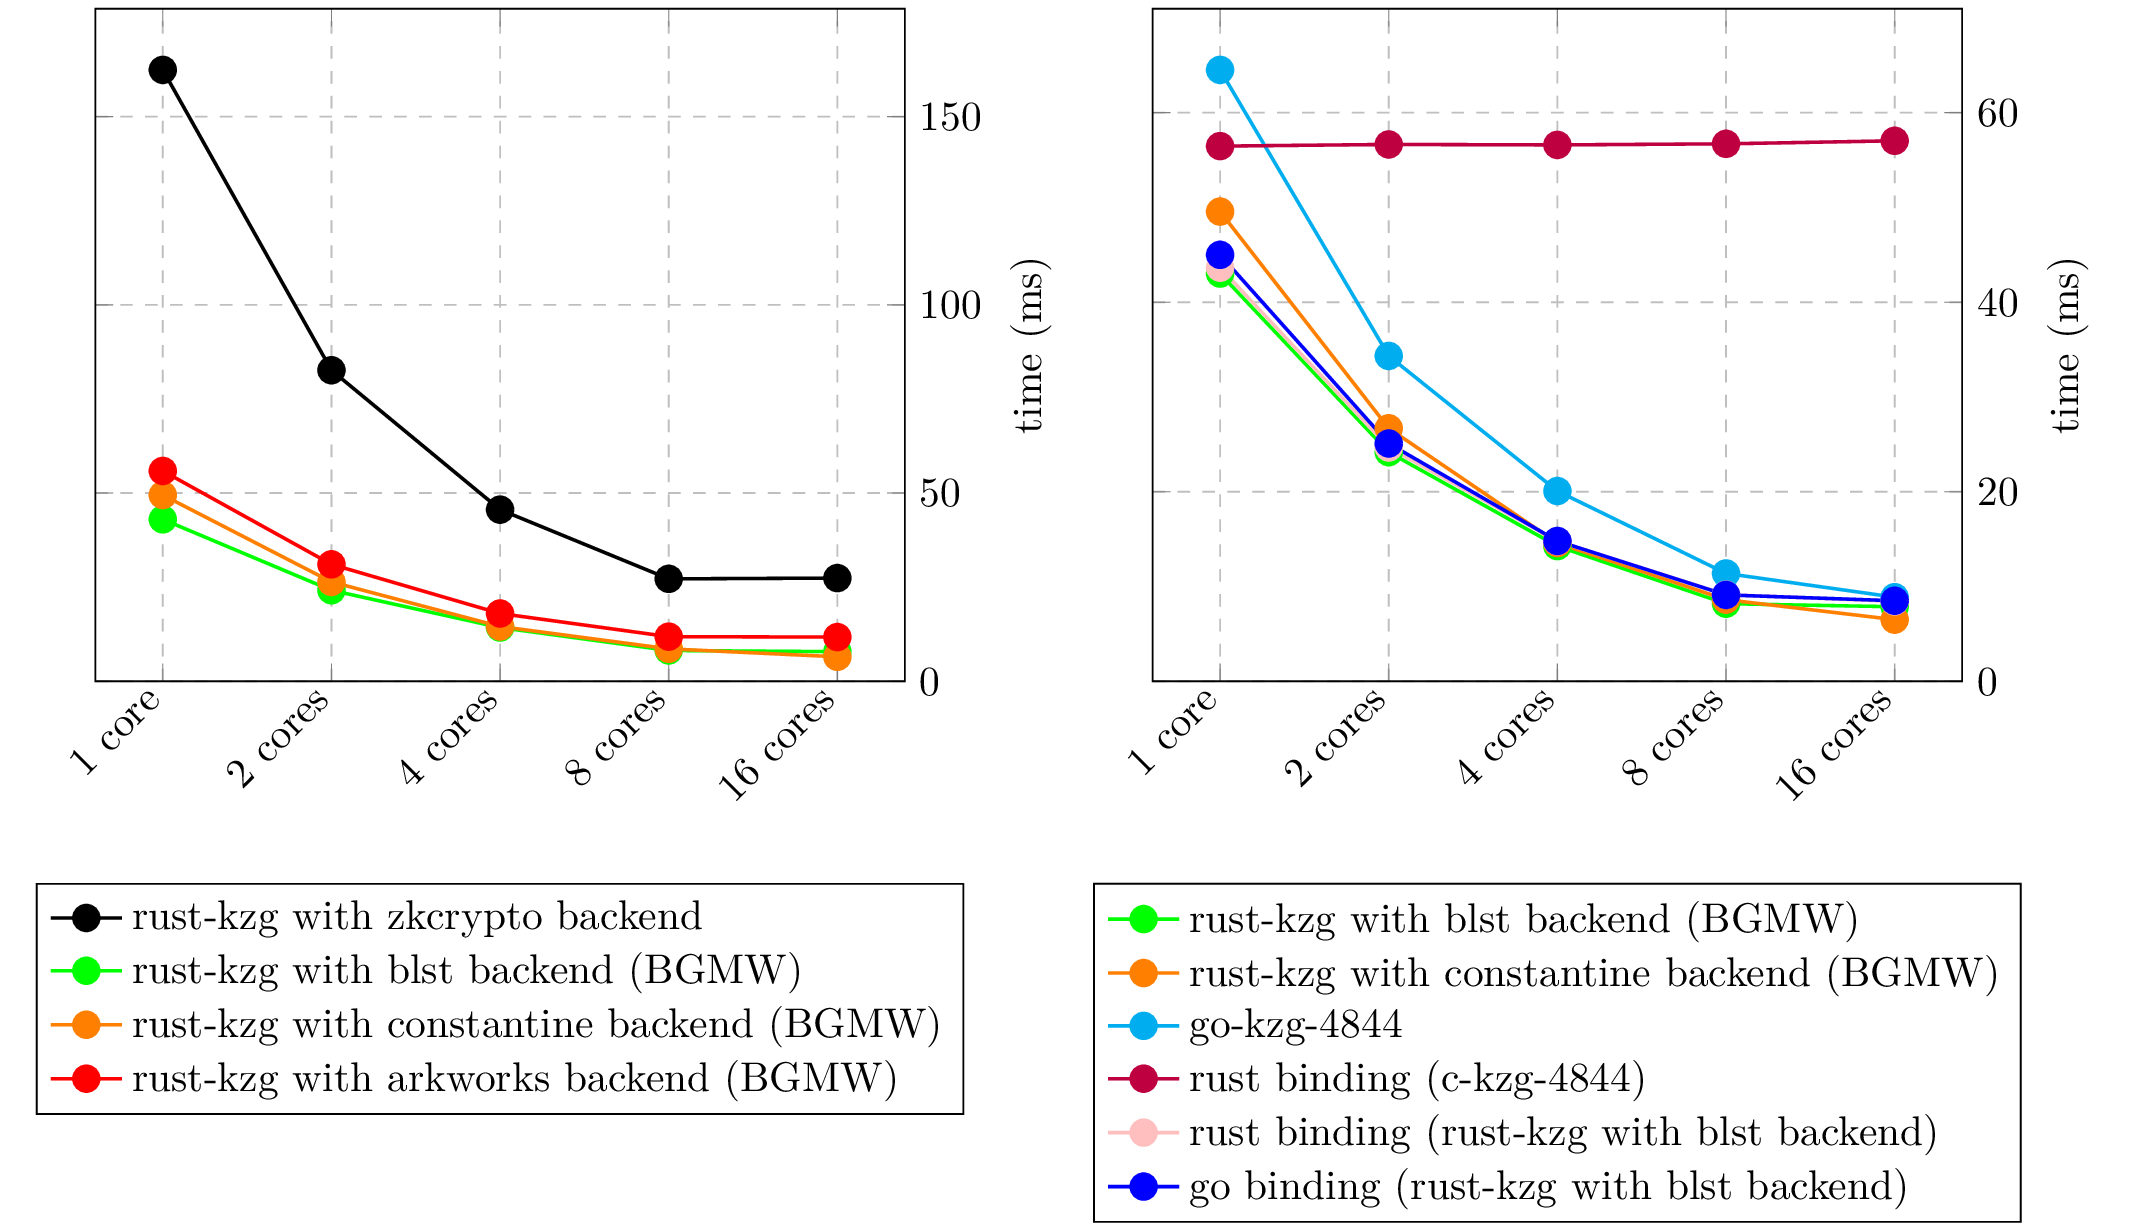 150
100
50
0
time (ms)
1 core
2 cores
4 cores
8 cores
16 cores
rust-kzg with zkcrypto backend
rust-kzg with blst backend (BGMW)
rust-kzg with constantine backend (BGMW)
rust-kzg with arkworks backend (BGMW)
60
40
20
0
time (ms)
1 core
2 cores
4 cores
8 cores
16 cores
rust-kzg with blst backend (BGMW)
rust-kzg with constantine backend (BGMW)
go-kzg-4844
rust binding (c-kzg-4844)
rust binding (rust-kzg with blst backend)
go binding (rust-kzg with blst backend)